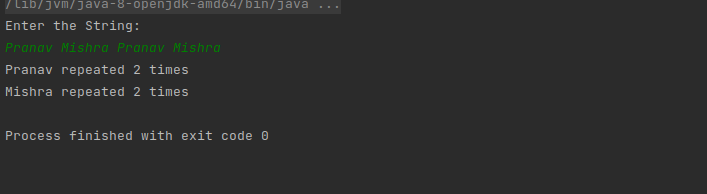 /lib/jvm/java-8-openjdk-amd64/bin/java ...
Enter the String:
Pranav Mishra Pranav Mishra
Pranav repeated 2 times
Mishra repeated 2 times
Process finished with exit code 0